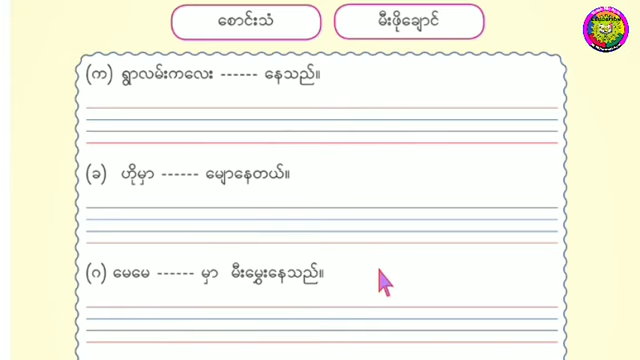 စောင်းသံ
မီးဖိုချောင်
(က) ရွာလမ်းကလေး ------ နေသည်။
(ခ) ဟိုမှာ ------ မျောနေတယ်။
(ဂ) မေမေ ------ မှာ မီးမွှေးနေသည်။